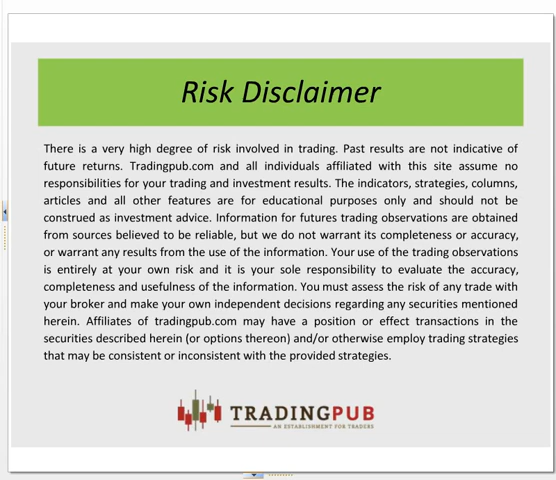 Risk Disclaimer
There is a very high degree of risk involved in trading. Past results are not indicative of
future returns. Tradingpub.com and all individuals affiliated with this site assume no
responsibilities for your trading and investment results. The indicators, strategies, columns,
articles and all other features are for educational purposes only and should not be
construed as investment advice. Information for futures trading observations are obtained
from sources believed to be reliable, but we do not warrant its completeness or accuracy,
or warrant any results from the use of the information. Your use of the trading observations
is entirely at your own risk and it is your sole responsibility to evaluate the accuracy,
completeness and usefulness of the information. You must assess the risk of any trade with
your broker and make your own independent decisions regarding any securities mentioned
herein. Affiliates of tradingpub.com may have a position or effect transactions in the
securities described herein (or options thereon) and/or otherwise employ trading strategies
that may be consistent or inconsistent with the provided strategies.
TRADINGPUB
AN ESTABLISHMENT FOR TRADERS